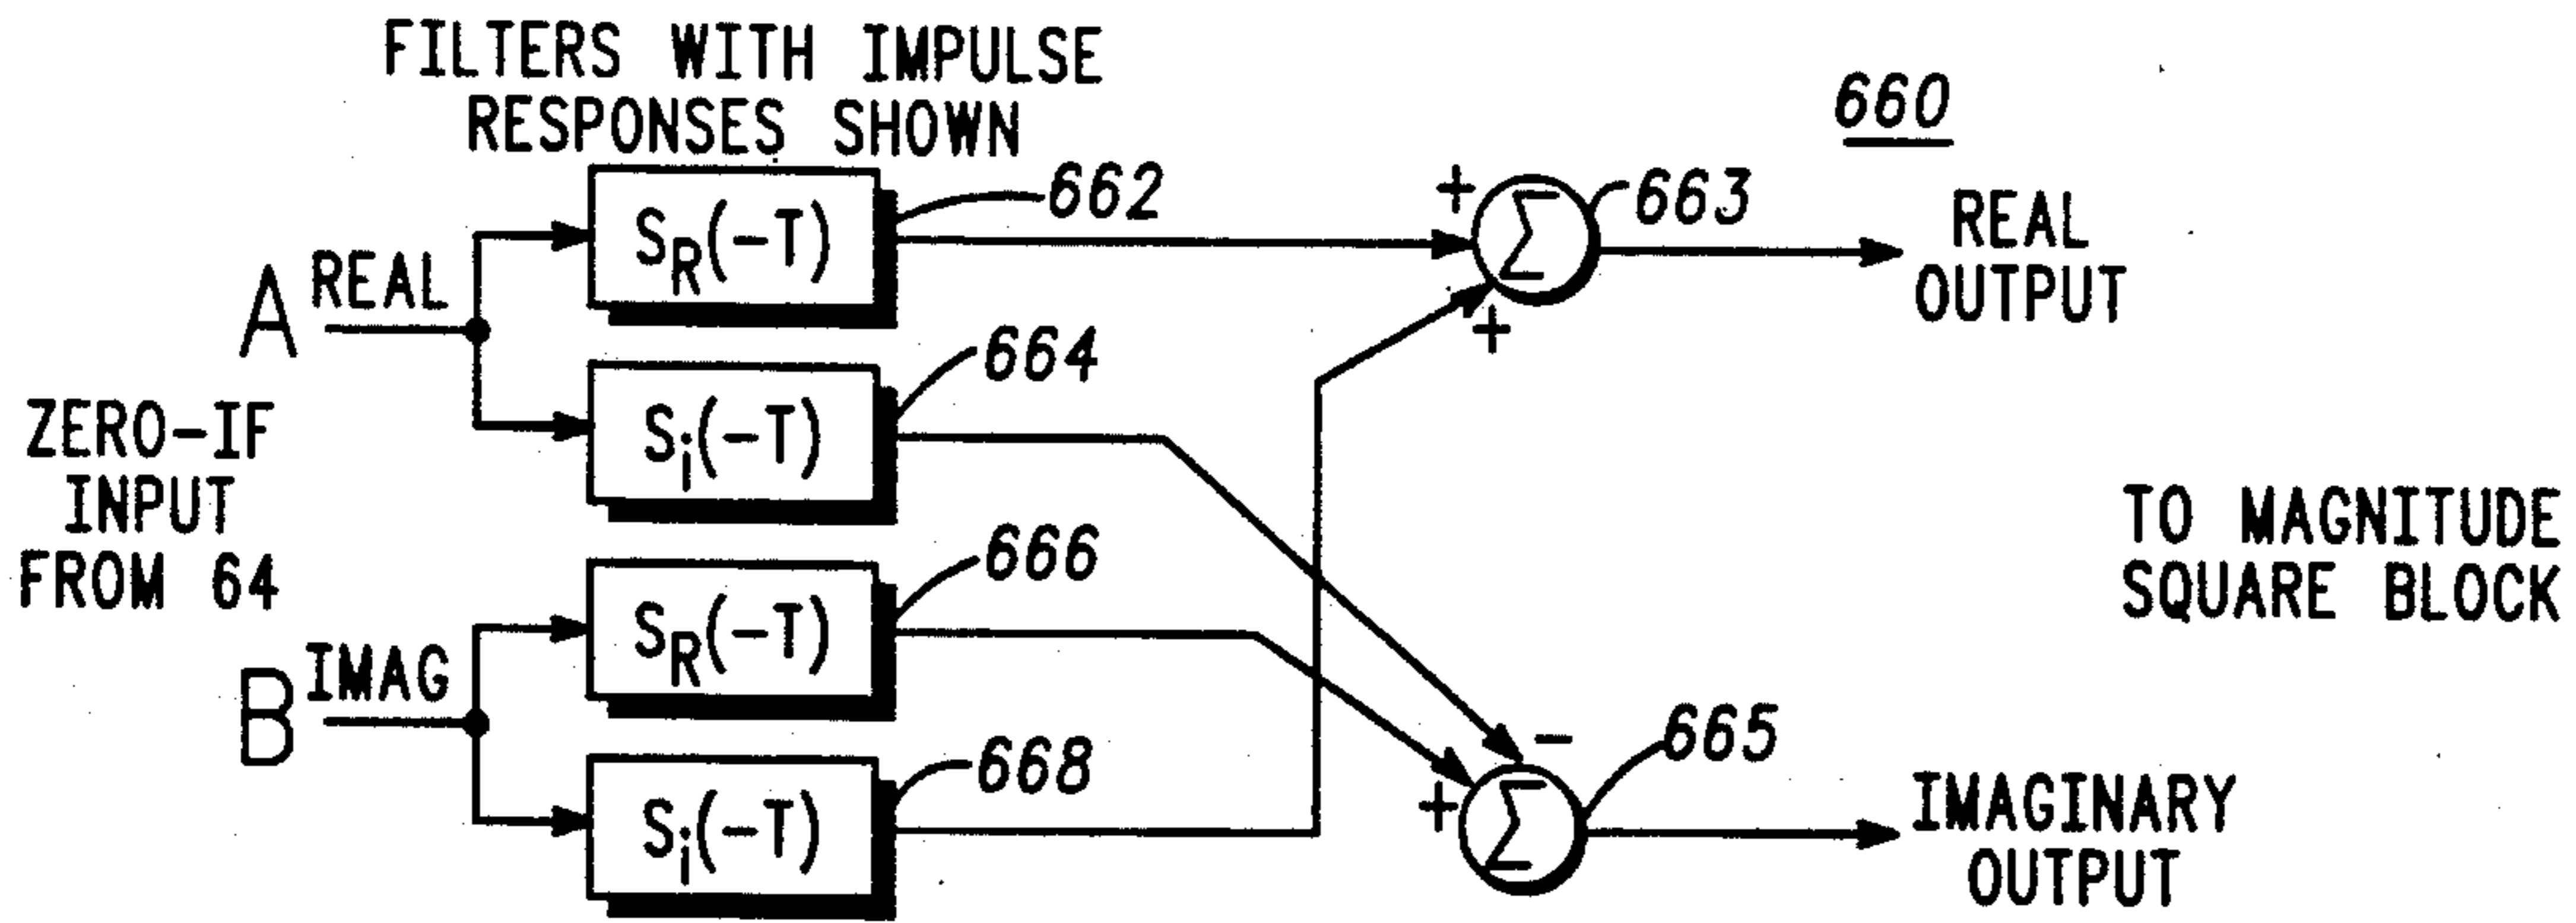 FILTERS WITH IMPULSE
RESPONSES SHOWN
660
S_R(-T)
662
+
Σ
663
REAL
OUTPUT
A
REAL
+
S_i(-T)
664
ZERO-IF
INPUT
FROM 64
TO MAGNITUDE
SQUARE BLOCK
S_R(-T)
666
B
IMAG
-
665
S_i(-T)
668
+
Σ
IMAGINARY
OUTPUT